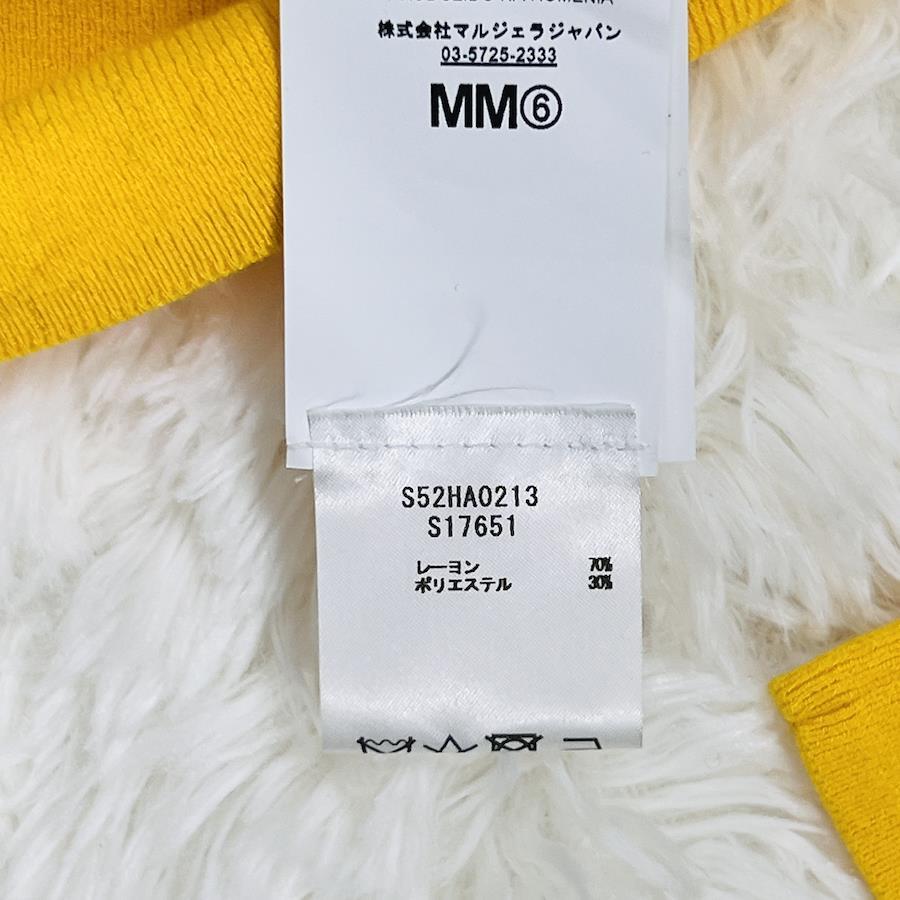 株式会社マルジェラジャパン
03-5725-2333
MM⑥
S52HA0213
S17651
レーヨン 70%
ポリエステル 30%